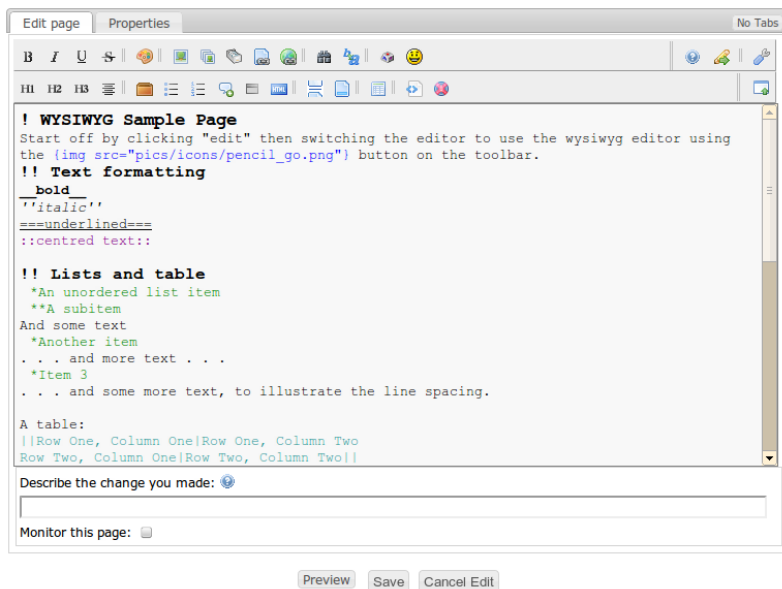 Edit page Properties No Tabs
B I U S
H1 H2 H3 HTML
! WYSIWYG Sample Page
Start off by clicking "edit" then switching the editor to use the wysiwyg editor using
the {img src="pics/icons/pencil_go.png"} button on the toolbar.
!! Text formatting
__bold__
''italic''
===underlined===
::centred text::
!! Lists and table
*An unordered list item
**A subitem
And some text
*Another item
. . . and more text . . .
*Item 3
. . . and some more text, to illustrate the line spacing.
A table:
||Row One, Column One|Row One, Column Two
Row Two, Column One|Row Two, Column Two||
Describe the change you made:
Monitor this page:
Preview Save Cancel Edit